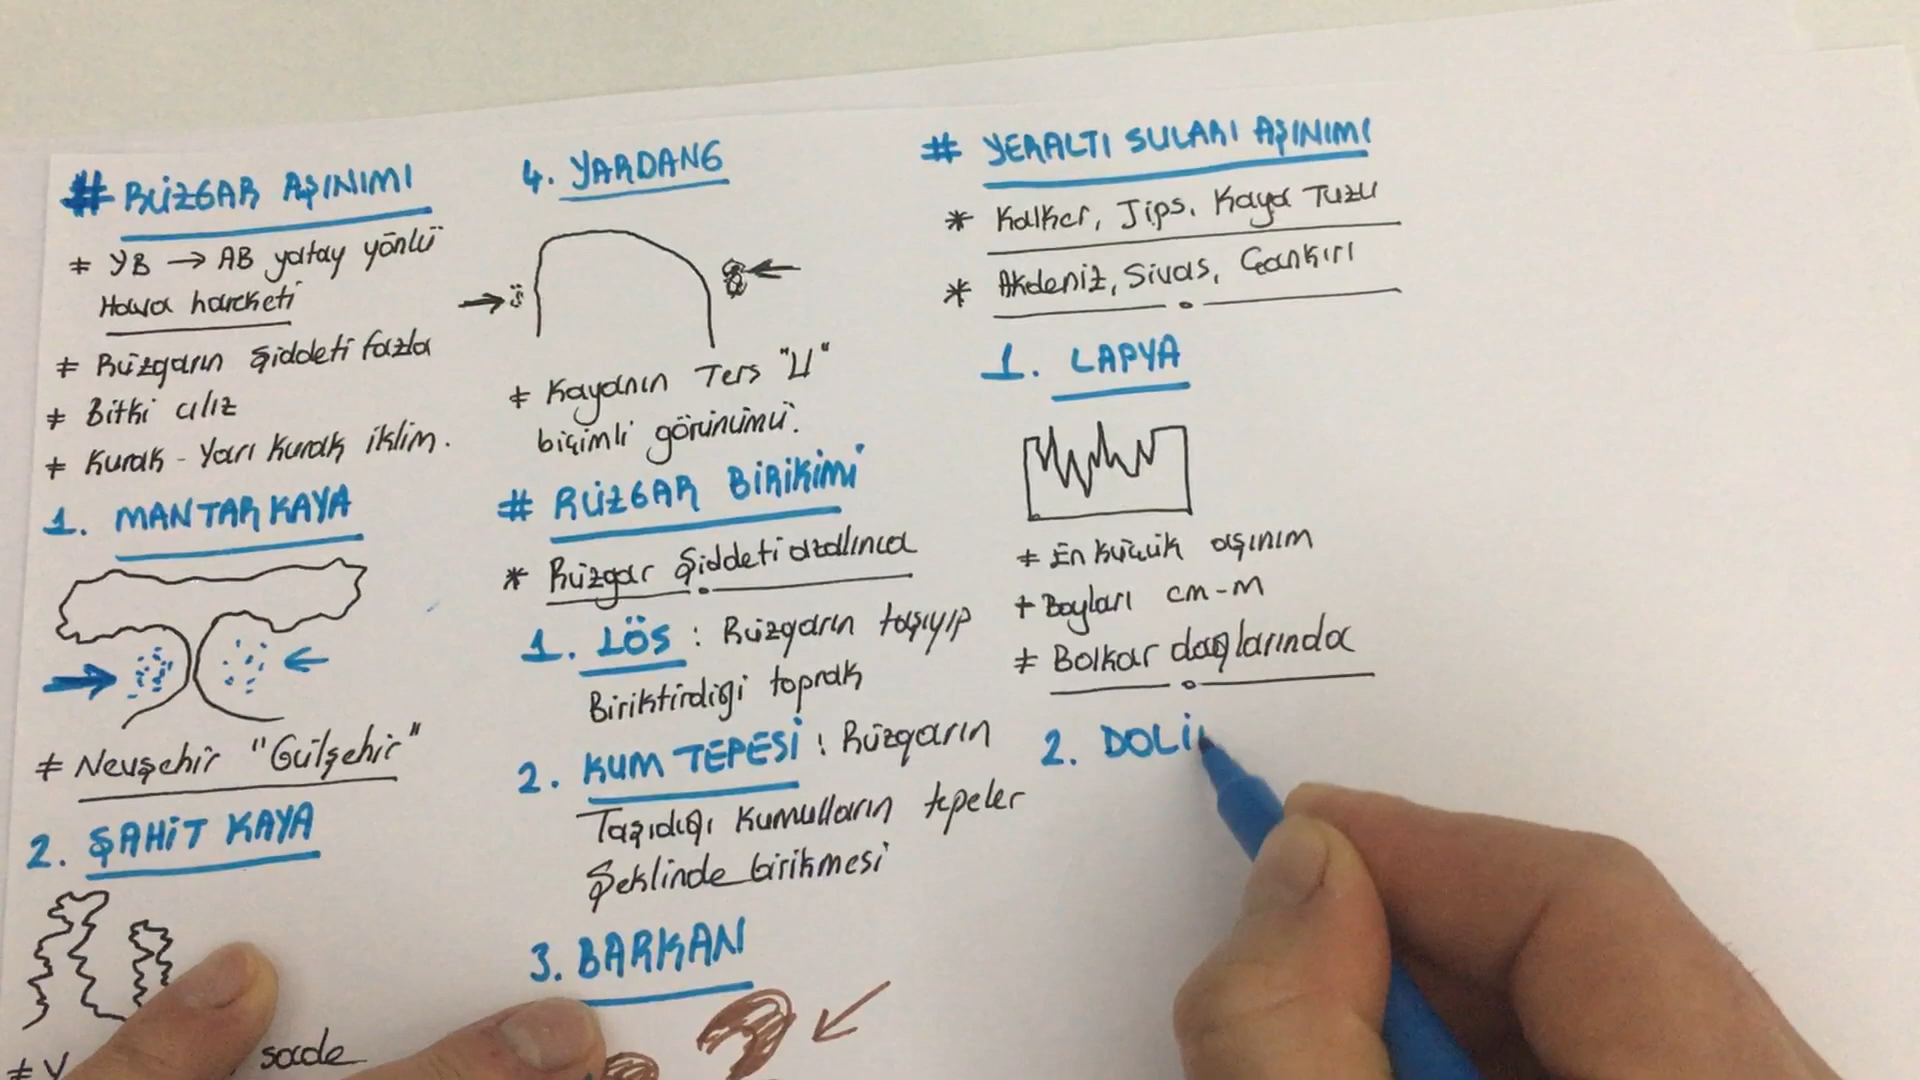 # RÜZGAR AŞINIMI
* YB → AB yatay yönlü
Hava hareketi
* Rüzgarın şiddeti fazla
* Bitki cılız
* Kurak - Yarı kurak iklim.
1. MANTAR KAYA
* Nevşehir "Gülşehir"
2. ŞAHİT KAYA
sade
4. YARDANG
* Kayanın Ters "U"
biçimli görünümü.
# RÜZGAR BİRİKİMİ
* Rüzgar Şiddeti azalınca
1. LÖS : Rüzgarın taşıyıp
Biriktirdiği toprak
2. KUM TEPESİ : Rüzgarın
Taşıdığı kumulların tepeler
Şeklinde birikmesi
3. BARKAN
# YERALTI SULARI AŞINIMI
* Kalker, Jips, Kaya Tuzu
* Akdeniz, Sivas, Çankırı
1. LAPYA
* En küçük aşınım
* Boyları cm-m
* Bolkar dağlarında
2. DOLİ